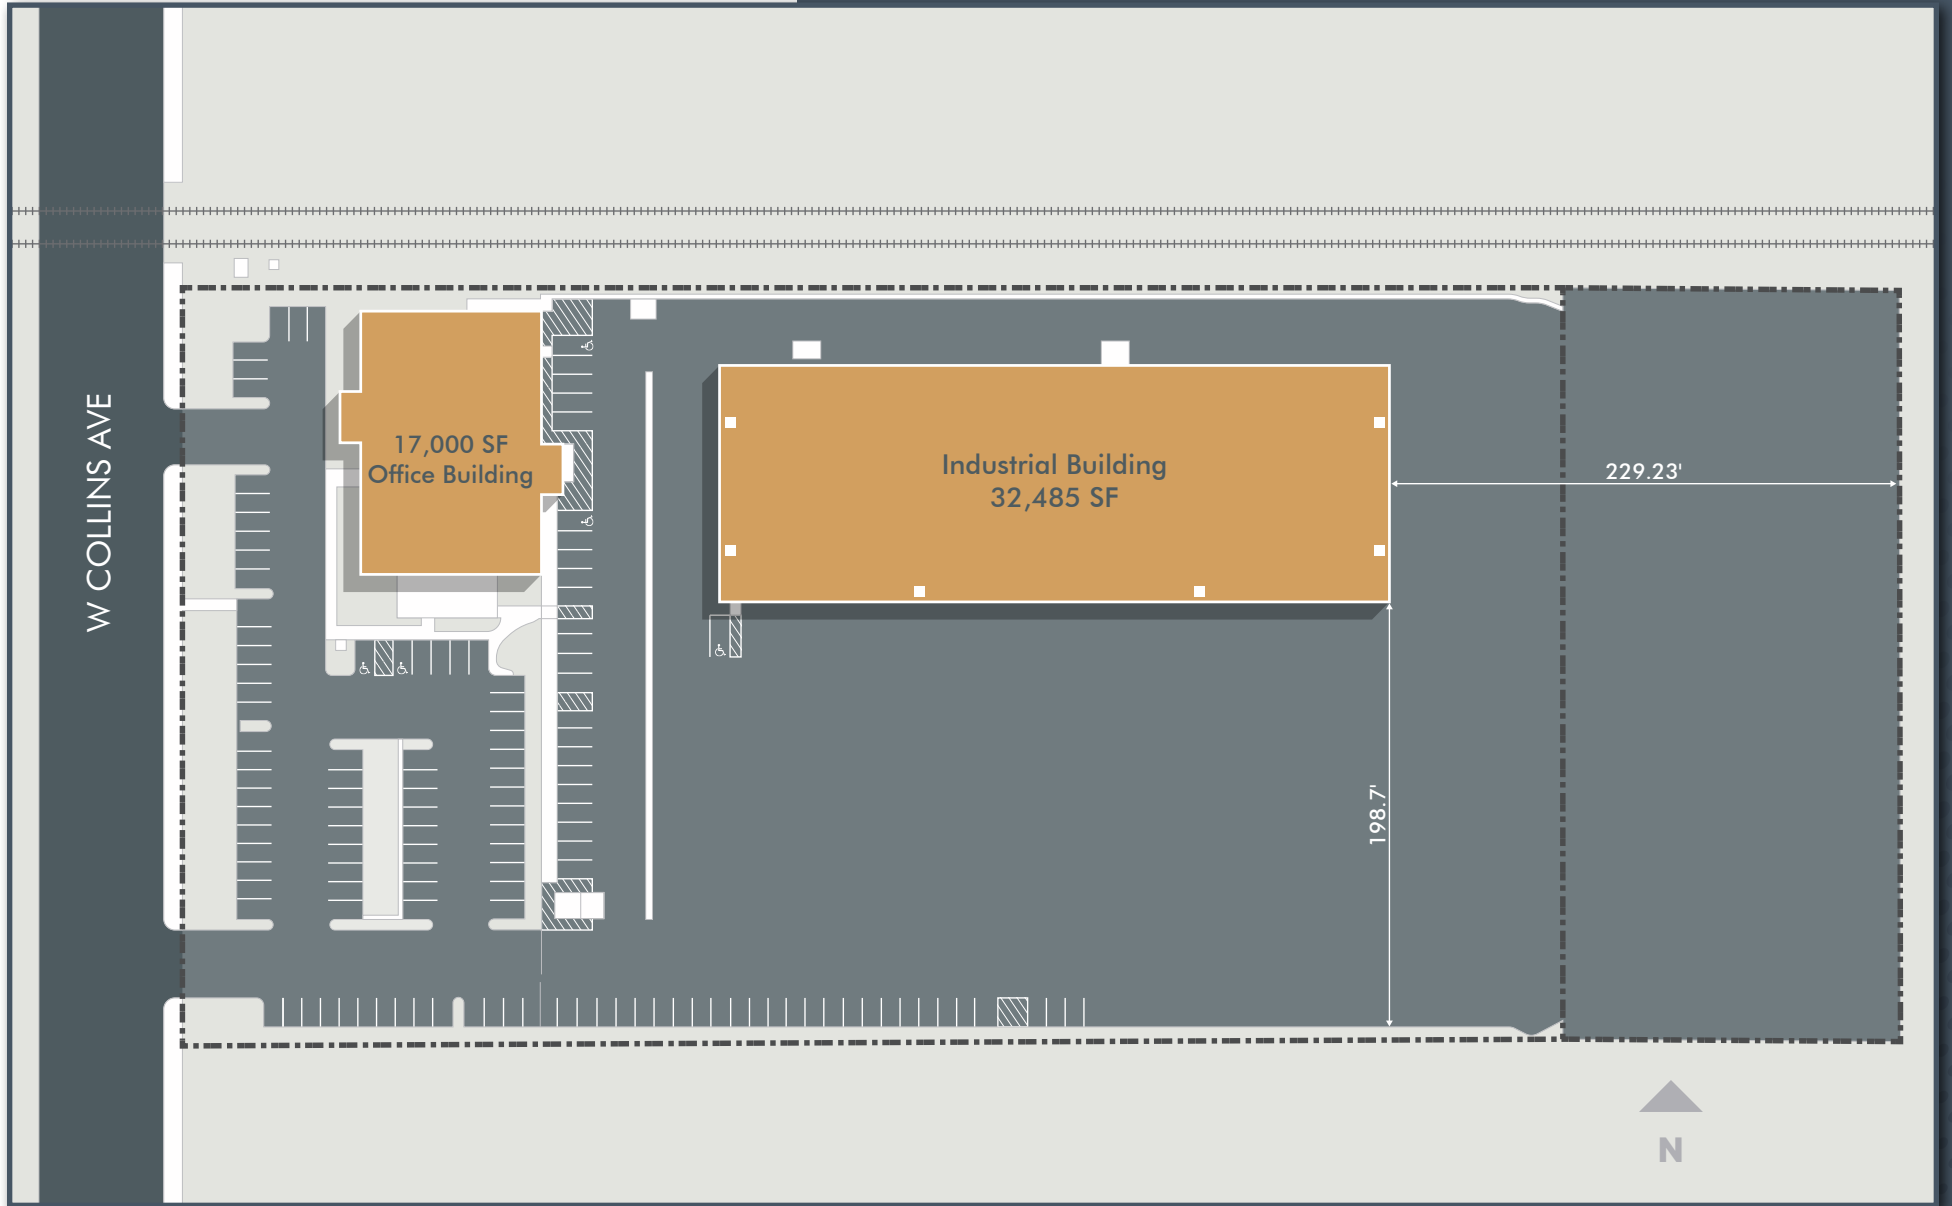 W COLLINS AVE
17,000 SF
Office Building
Industrial Building
32,485 SF
229.23'
198.7'
N